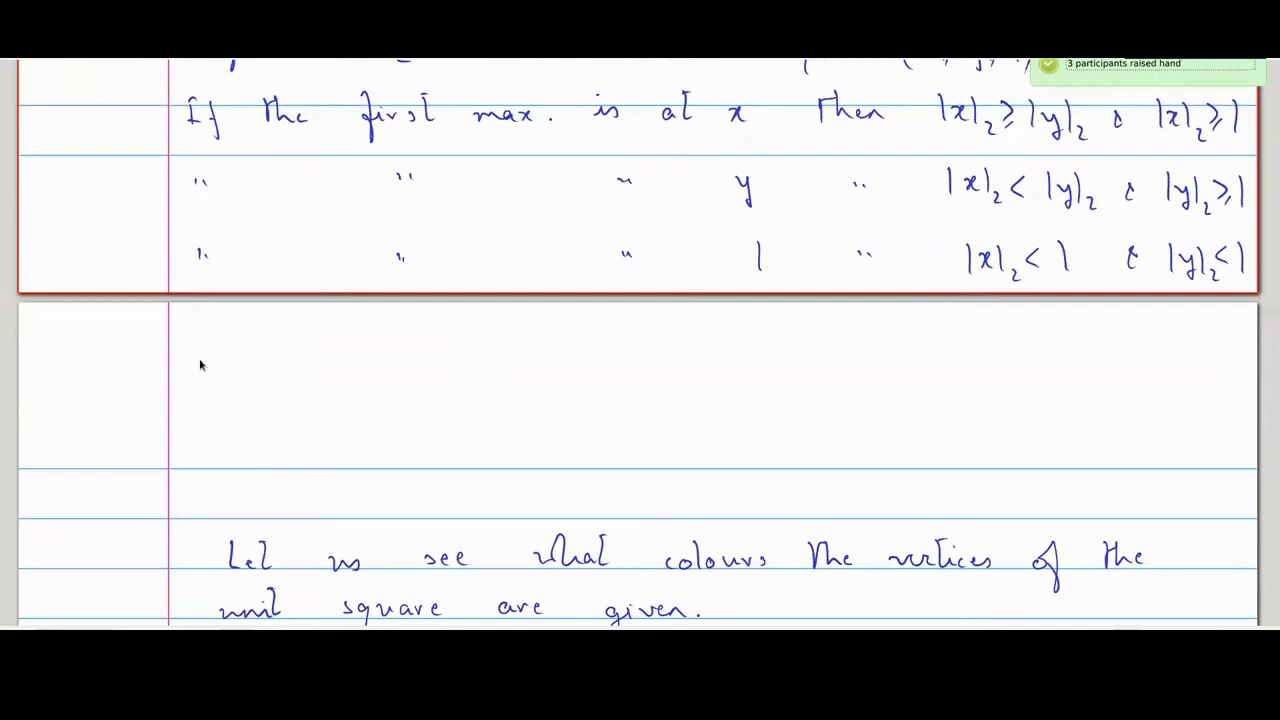 3 participants raised hand
If the first max. is at x then |x|₂ ≥ |y|₂ & |x|₂ ≥ 1
" " " y " |x|₂ < |y|₂ & |y|₂ ≥ 1
" " " 1 " |x|₂ < 1 & |y|₂ < 1
Let us see what colours the vertices of the
unit square are given.